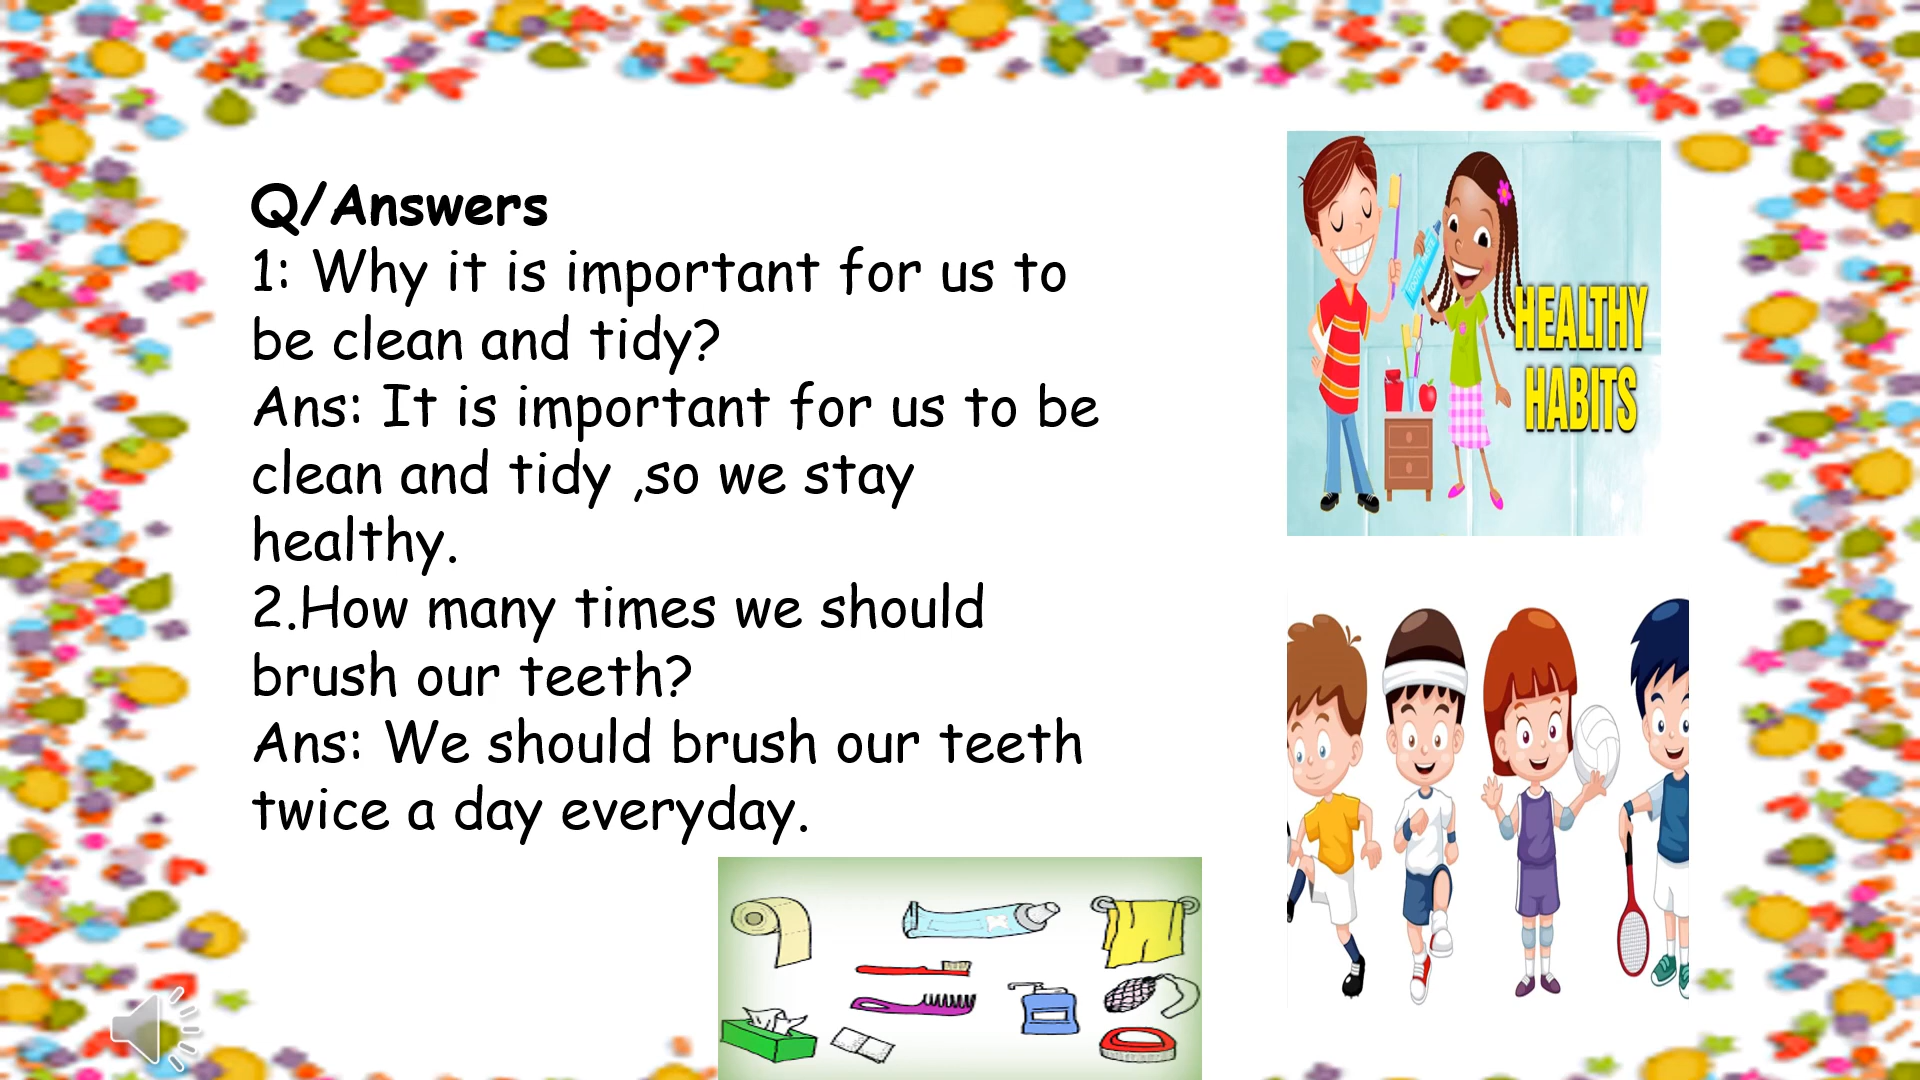 Q/Answers
1: Why it is important for us to
be clean and tidy?
Ans: It is important for us to be
clean and tidy ,so we stay
healthy.
2.How many times we should
brush our teeth?
Ans: We should brush our teeth
twice a day everyday.
HEALTHY
HABITS